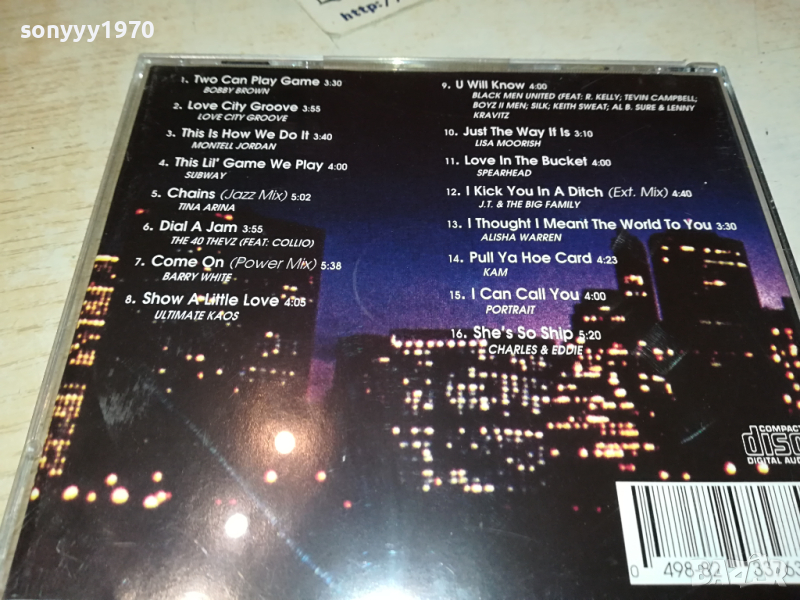 sonyyy1970
http:/
1. Two Can Play Game 3:30
BOBBY BROWN
2. Love City Groove 3:55
LOVE CITY GROOVE
3. This Is How We Do It 3:40
MONTELL JORDAN
4. This Lil' Game We Play 4:00
SUBWAY
5. Chains (Jazz Mix) 5:02
TINA ARINA
6. Dial A Jam 3:55
THE 40 THEVZ (FEAT: COLLIO)
7. Come On (Power Mix) 5:38
BARRY WHITE
8. Show A Little Love 4:05
ULTIMATE KAOS
9. U Will Know 4:00
BLACK MEN UNITED (FEAT: R. KELLY; TEVIN CAMPBELL;
BOYZ II MEN; SILK; KEITH SWEAT; AL B. SURE & LENNY
KRAVITZ
10. Just The Way It Is 3:10
LISA MOORISH
11. Love In The Bucket 4:00
SPEARHEAD
12. I Kick You In A Ditch (Ext. Mix) 4:40
J.T. & THE BIG FAMILY
13. I Thought I Meant The World To You 3:30
ALISHA WARREN
14. Pull Ya Hoe Card 4:23
KAM
15. I Can Call You 4:00
PORTRAIT
16. She's So Ship 5:20
CHARLES & EDDIE
COMPACT
disc
DIGITAL AUD
0 498-82